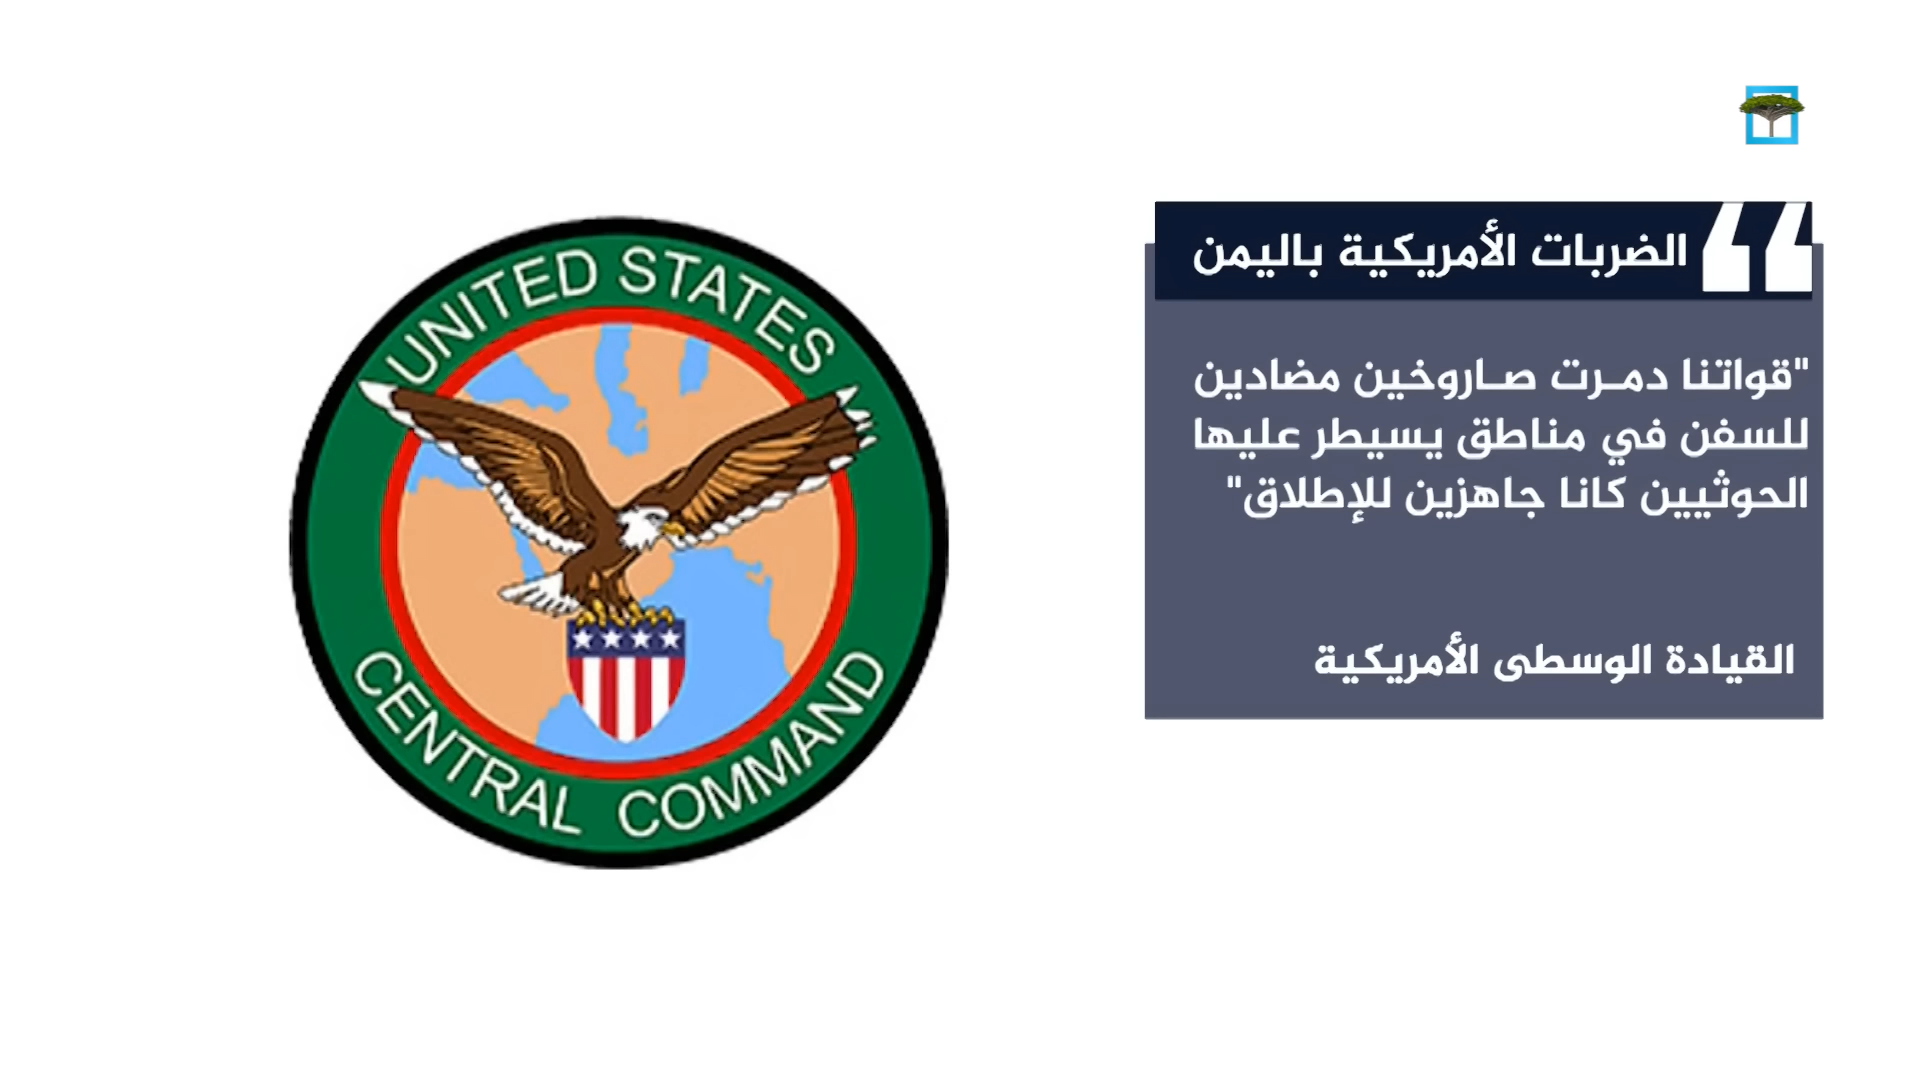 UNITED STATES
CENTRAL COMMAND
الضربات الأمريكية باليمن
"قواتنا دمـرت صـاروخين مضادين
للسفن في مناطق يسيطر عليها
الحوثيين كانا جاهزين للإطلاق"
القيادة الوسطى الأمريكية